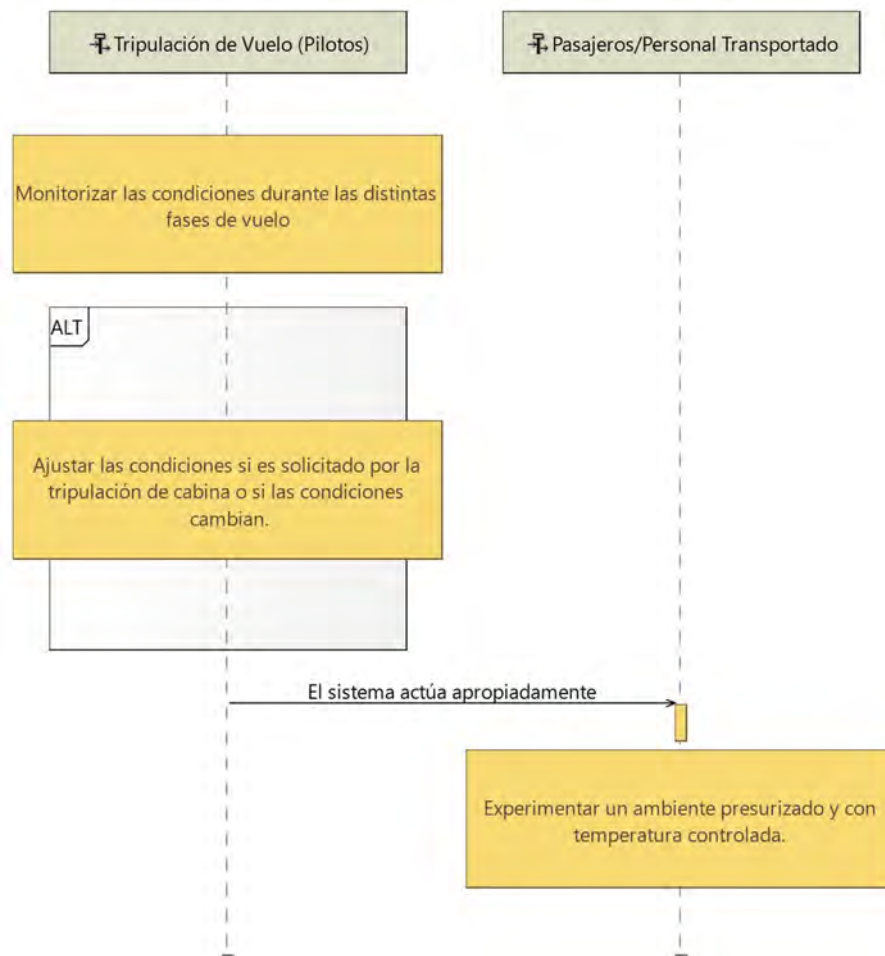 Tripulación de Vuelo (Pilotos)
Pasajeros/Personal Transportado
Monitorizar las condiciones durante las distintas
fases de vuelo
ALT
Ajustar las condiciones si es solicitado por la
tripulación de cabina o si las condiciones
cambian.
El sistema actúa apropiadamente
Experimentar un ambiente presurizado y con
temperatura controlada.